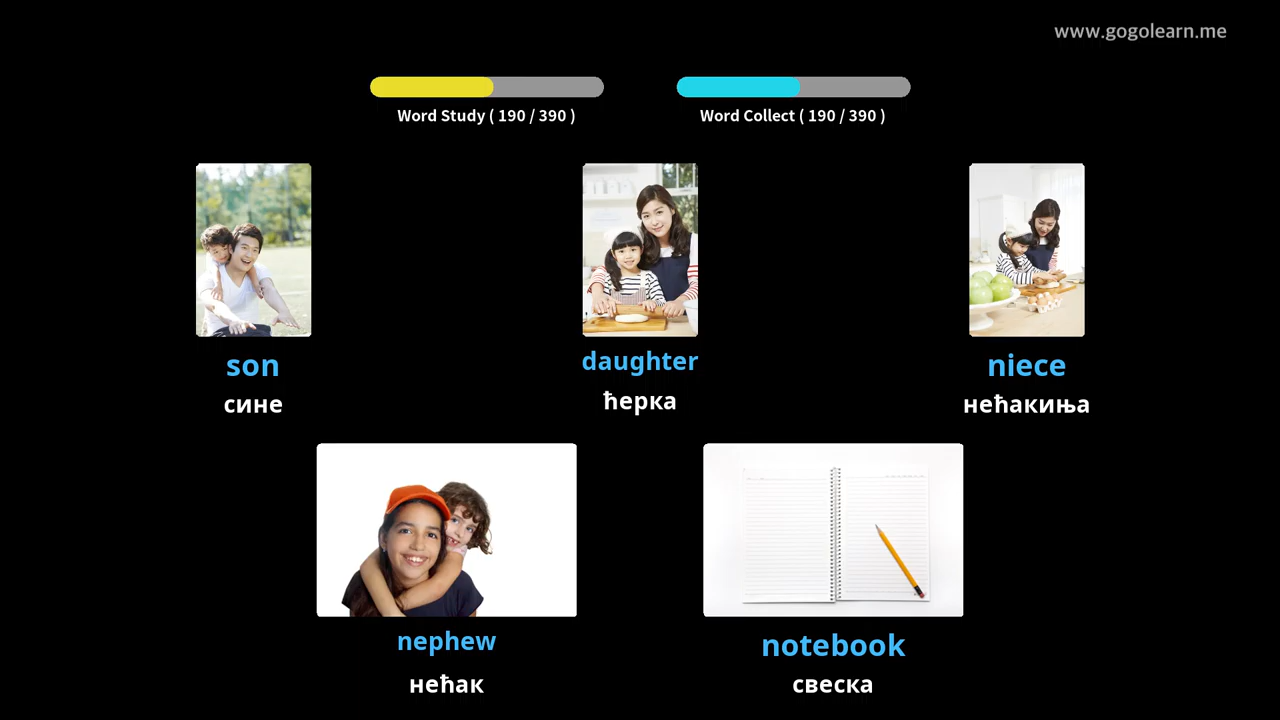 www.gogolearn.me
Word Study ( 190 / 390 )
Word Collect ( 190 / 390 )
son
сине
daughter
ћерка
niece
нећакиња
nephew
нећак
notebook
свеска